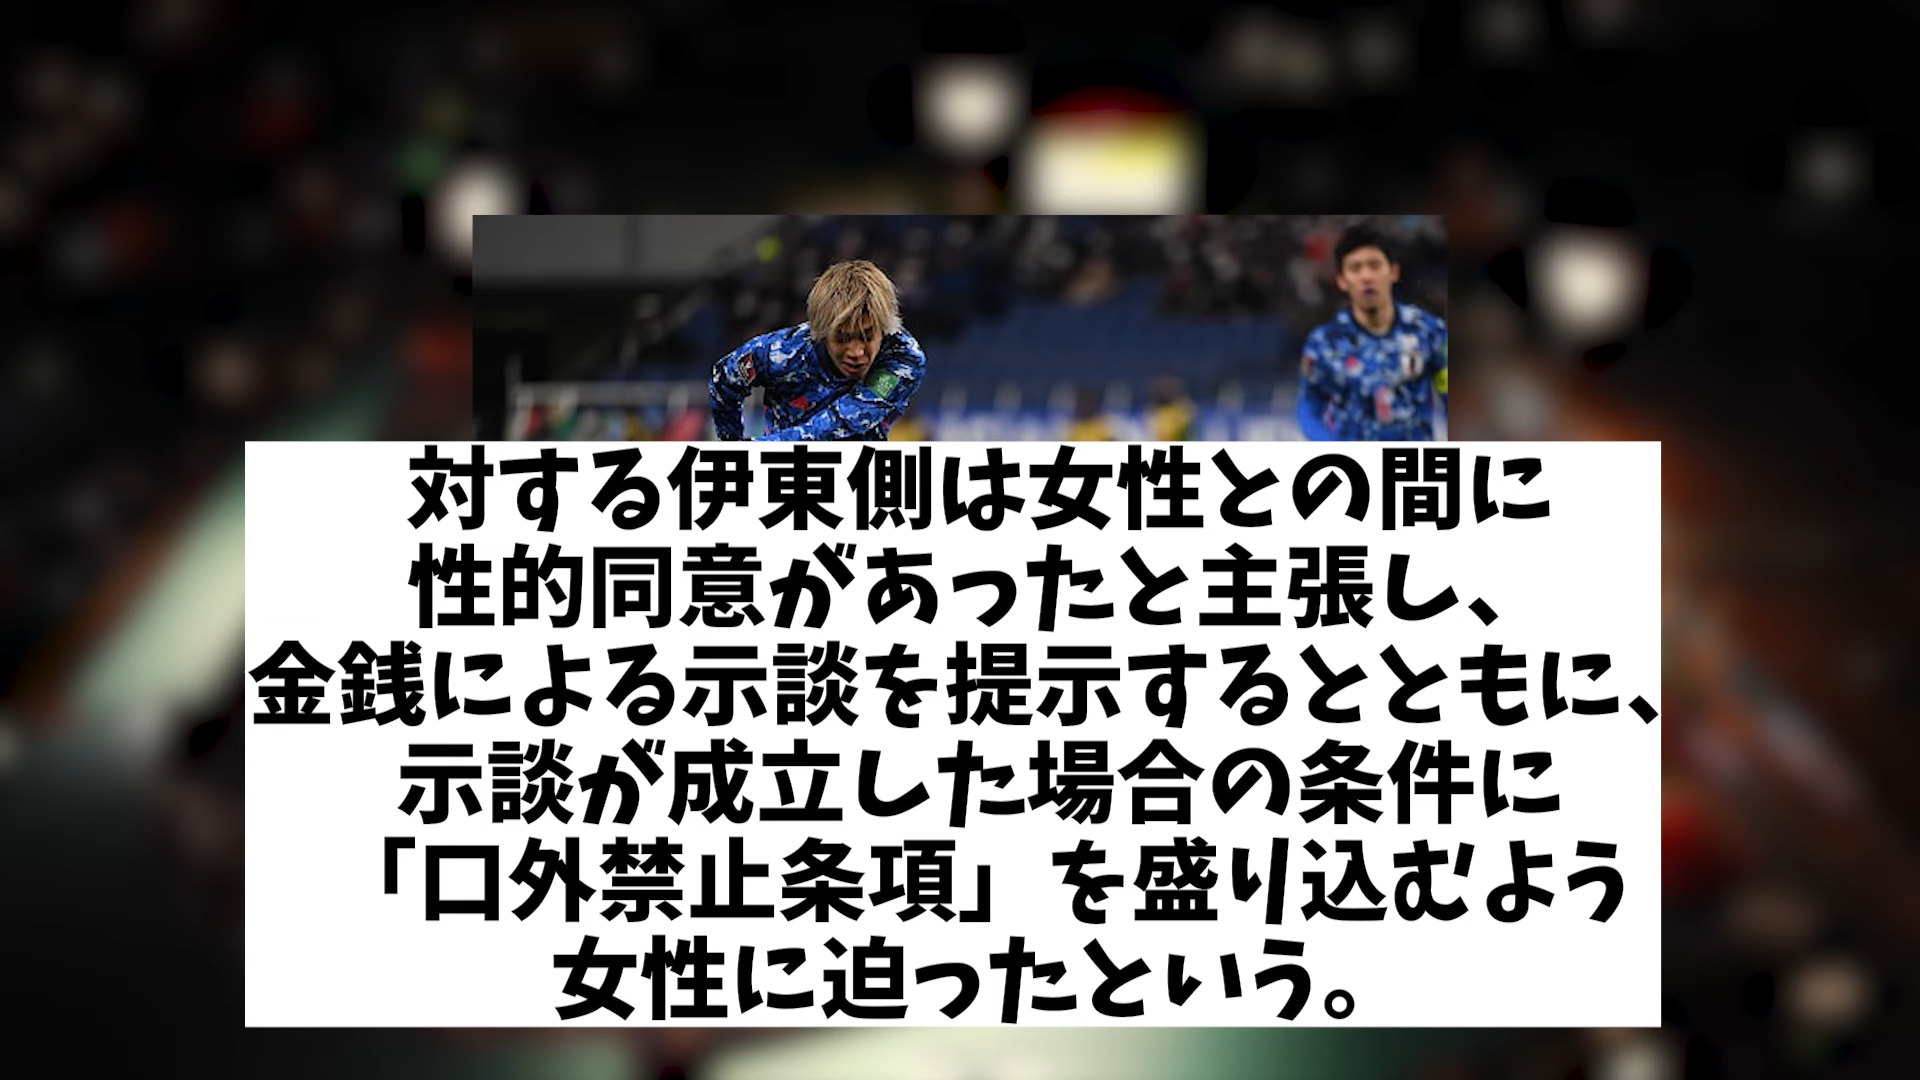 対する伊東側は女性との間に
性的同意があったと主張し、
金銭による示談を提示するとともに、
示談が成立した場合の条件に
「口外禁止条項」を盛り込むよう
女性に迫ったという。